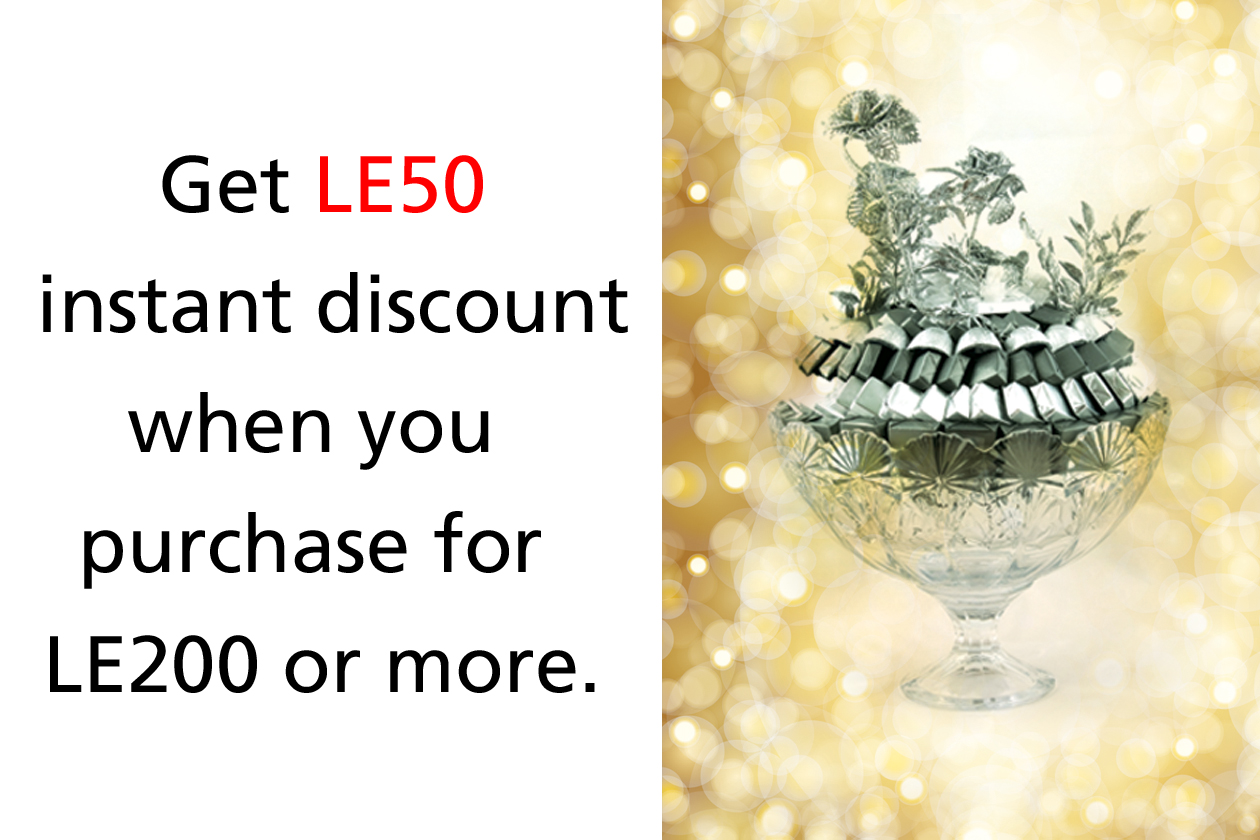 Get LE50
instant discount
when you
purchase for
LE200 or more.